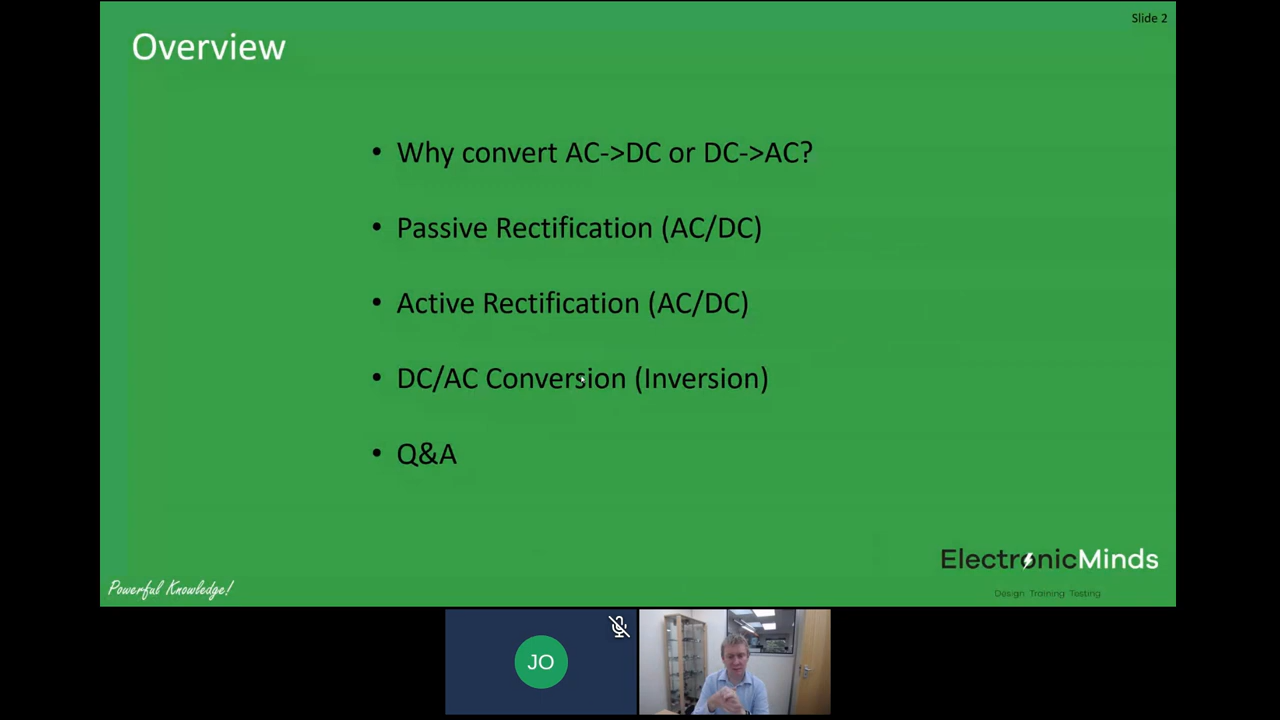 Slide 2
Overview
• Why convert AC->DC or DC->AC?
• Passive Rectification (AC/DC)
• Active Rectification (AC/DC)
• DC/AC Conversion (Inversion)
• Q&A
ElectronicMinds
Powerful Knowledge!
Design Training Testing
JO